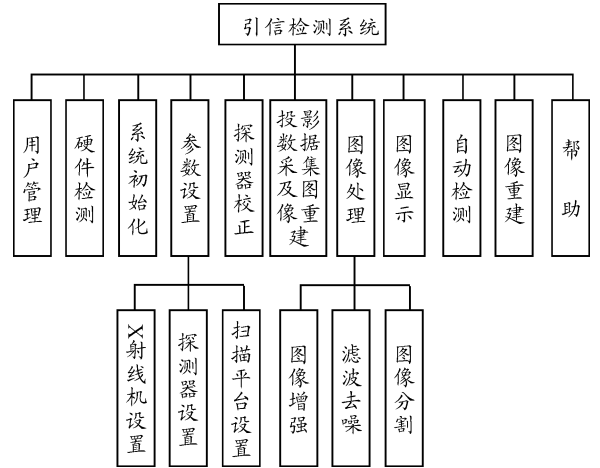 引信检测系统
用户管理
硬件检测
系统初始化
参数设置
探测器校正
投影数据采集及图像重建
图像处理
图像显示
自动检测
图像重建
帮助
X射线机设置
探测器设置
扫描平台设置
图像增强
滤波去噪
图像分割